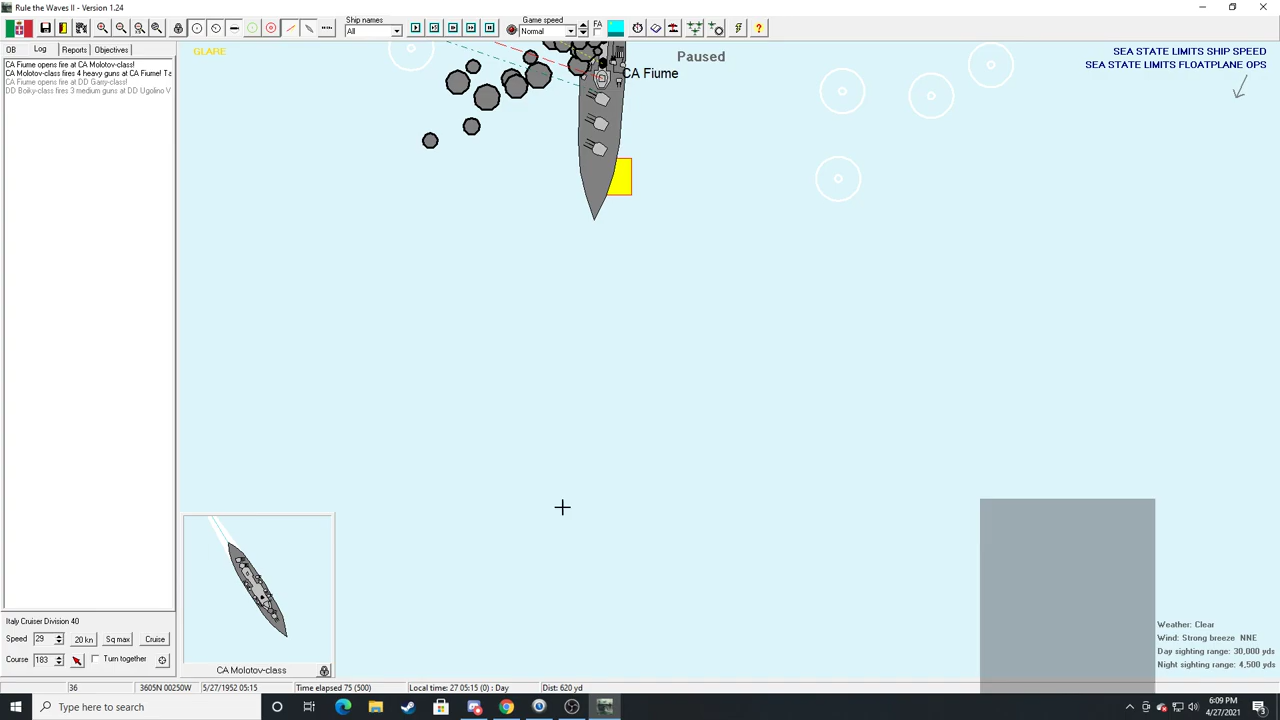 Rule the Waves II - Version 1.24
Ship names
All
Game speed
Normal
FA
OB
Log
Reports
Objectives
CA Fiume opens fire at CA Molotov-class!
CA Molotov-class fires 4 heavy guns at CA Fiume! Ta
CA Fiume opens fire at DD Gany-class!
DD Boiky-class fires 3 medium guns at DD Ugolino V
GLARE
Paused
CA Fiume
SEA STATE LIMITS SHIP SPEED
SEA STATE LIMITS FLOATPLANE OPS
Italy Cruiser Division 40
Speed 29 20 kn Sq max Cruise
Course 183 Turn together
CA Molotov-class
Weather: Clear
Wind: Strong breeze NNE
Day sighting range: 30,000 yds
Night sighting range: 4,500 yds
36 3605N 00250W 5/27/1952 05:15 Time elapsed 75 (500) Local time: 27 05:15 (0) : Day Dist: 620 yd
Type here to search
6:09 PM
4/27/2021